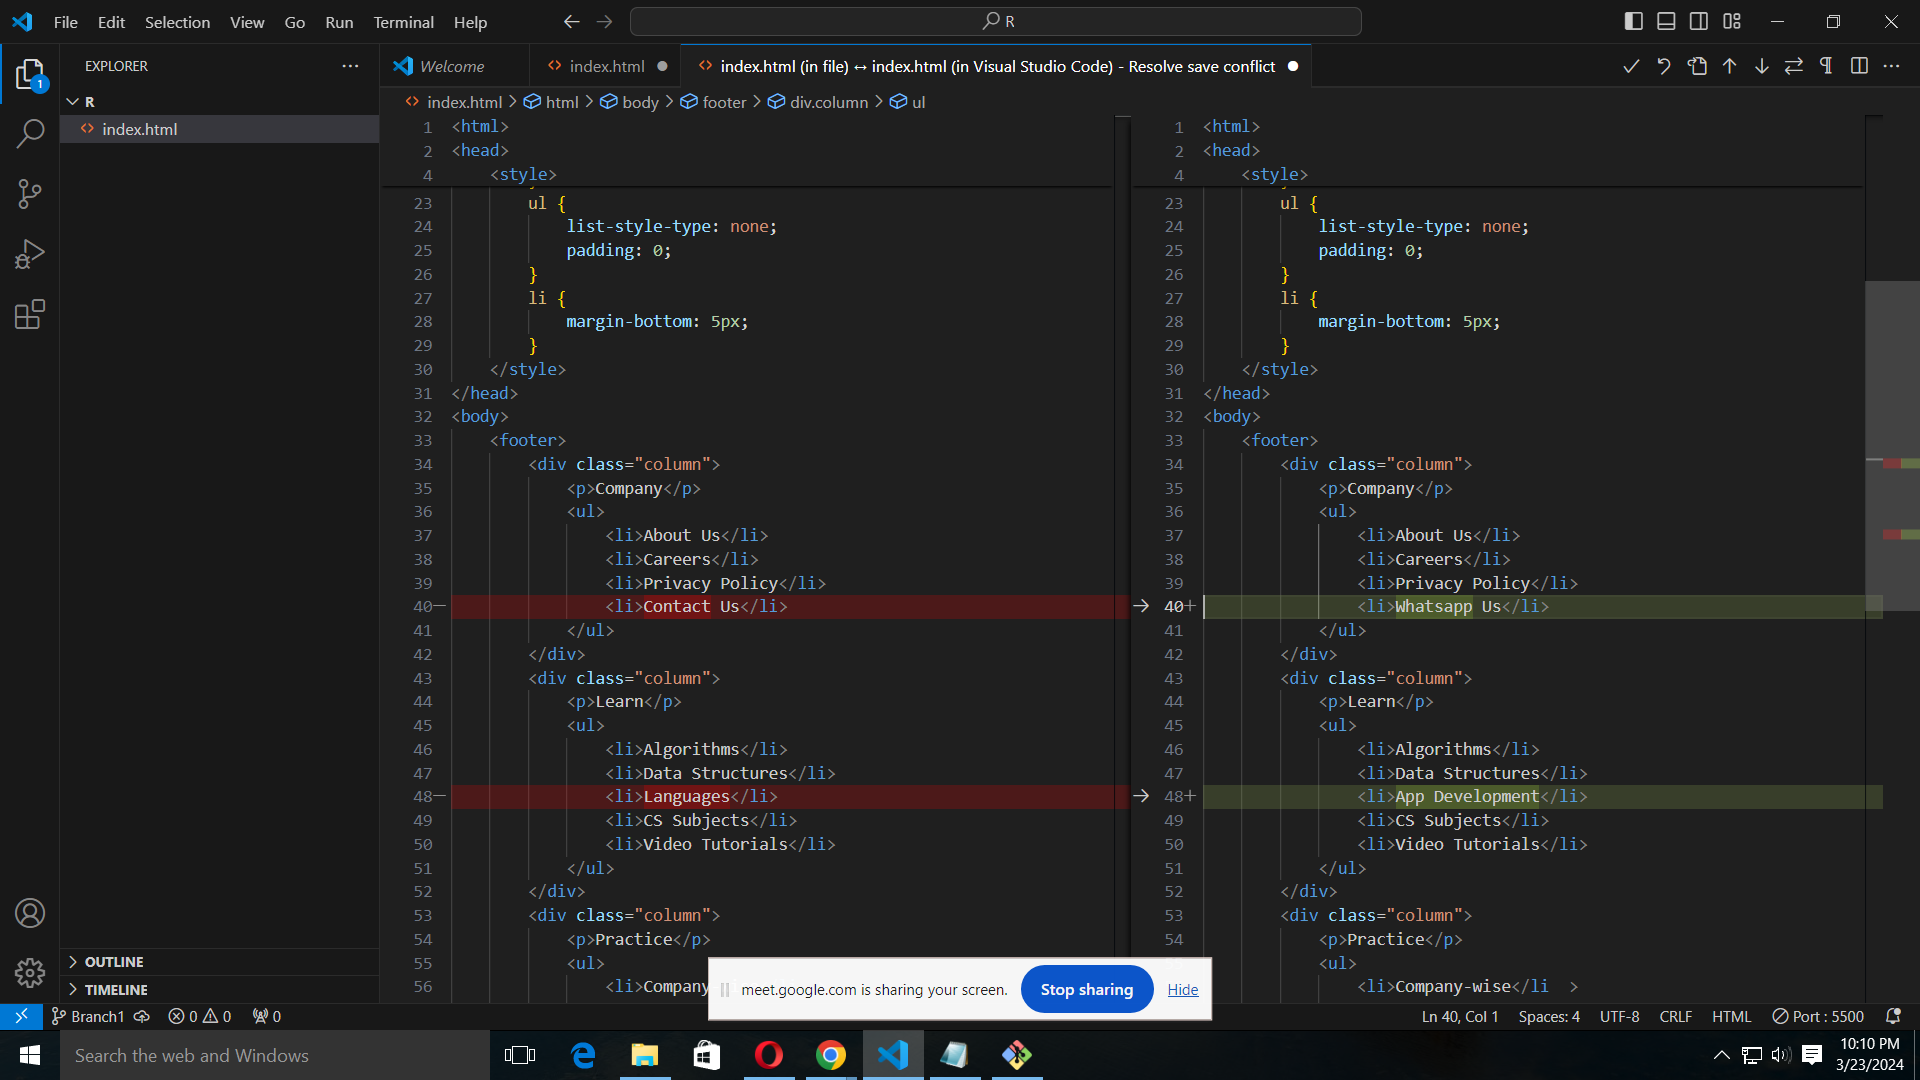 File Edit Selection View Go Run Terminal Help
R
EXPLORER
R
index.html
OUTLINE
TIMELINE
Welcome
index.html
index.html (in file) ↔ index.html (in Visual Studio Code) - Resolve save conflict
index.html > html > body > footer > div.column > ul
1 <html>
2 <head>
4 <style>
23 ul {
24 list-style-type: none;
25 padding: 0;
26 }
27 li {
28 margin-bottom: 5px;
29 }
30 </style>
31 </head>
32 <body>
33 <footer>
34 <div class="column">
35 <p>Company</p>
36 <ul>
37 <li>About Us</li>
38 <li>Careers</li>
39 <li>Privacy Policy</li>
40— <li>Contact Us</li>
41 </ul>
42 </div>
43 <div class="column">
44 <p>Learn</p>
45 <ul>
46 <li>Algorithms</li>
47 <li>Data Structures</li>
48— <li>Languages</li>
49 <li>CS Subjects</li>
50 <li>Video Tutorials</li>
51 </ul>
52 </div>
53 <div class="column">
54 <p>Practice</p>
55 <ul>
56 <li>Company
1 <html>
2 <head>
4 <style>
23 ul {
24 list-style-type: none;
25 padding: 0;
26 }
27 li {
28 margin-bottom: 5px;
29 }
30 </style>
31 </head>
32 <body>
33 <footer>
34 <div class="column">
35 <p>Company</p>
36 <ul>
37 <li>About Us</li>
38 <li>Careers</li>
39 <li>Privacy Policy</li>
40+ <li>Whatsapp Us</li>
41 </ul>
42 </div>
43 <div class="column">
44 <p>Learn</p>
45 <ul>
46 <li>Algorithms</li>
47 <li>Data Structures</li>
48+ <li>App Development</li>
49 <li>CS Subjects</li>
50 <li>Video Tutorials</li>
51 </ul>
52 </div>
53 <div class="column">
54 <p>Practice</p>
<ul>
<li>Company-wise</li >
meet.google.com is sharing your screen. Stop sharing Hide
1
Branch1 0 0 0
Ln 40, Col 1 Spaces: 4 UTF-8 CRLF HTML Port : 5500
Search the web and Windows
10:10 PM
3/23/2024